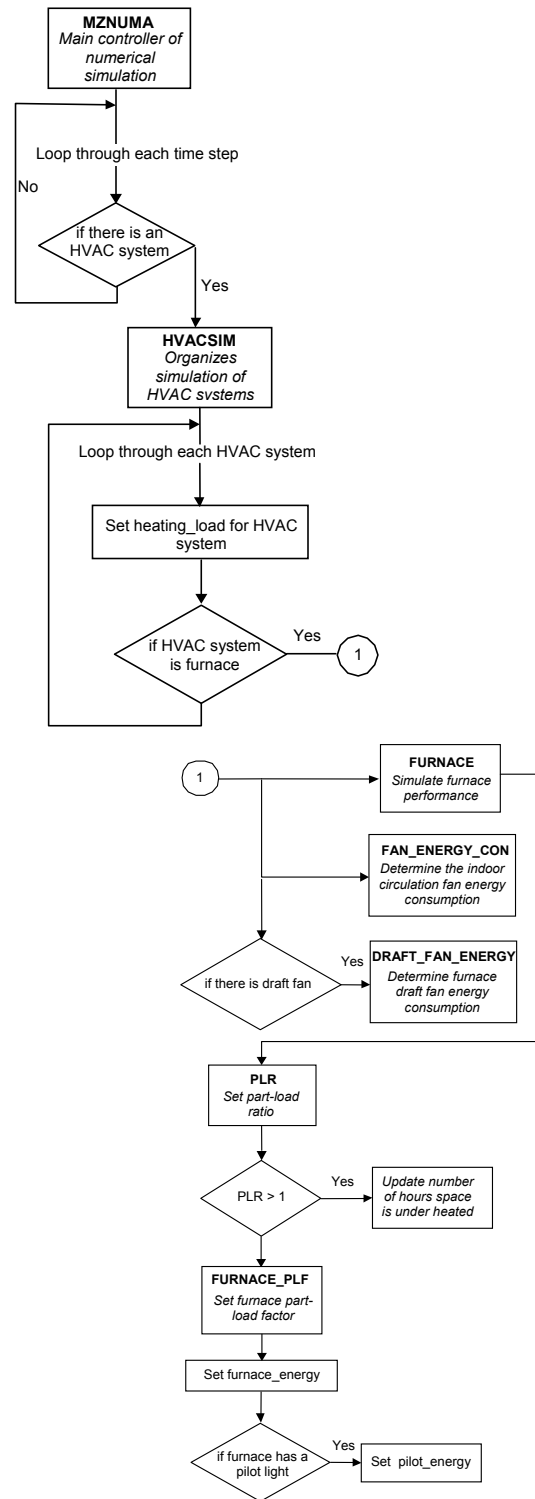 MZNUMA
Main controller of
numerical
simulation
Loop through each time step
No
if there is an
HVAC system
Yes
HVACSIM
Organizes
simulation of
HVAC systems
Loop through each HVAC system
Set heating_load for HVAC
system
Yes
if HVAC system
is furnace
1
1
FURNACE
Simulate furnace
performance
FAN_ENERGY_CON
Determine the indoor
circulation fan energy
consumption
if there is draft fan
Yes
DRAFT_FAN_ENERGY
Determine furnace
draft fan energy
consumption
PLR
Set part-load
ratio
PLR > 1
Yes
Update number
of hours space
is under heated
FURNACE_PLF
Set furnace part-
load factor
Set furnace_energy
if furnace has a
pilot light
Yes
Set pilot_energy